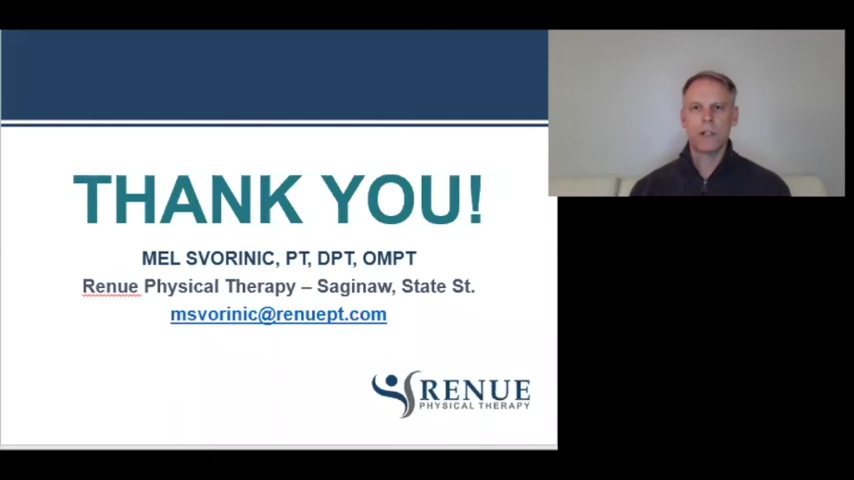 THANK YOU!
MEL SVORINIC, PT, DPT, OMPT
Renue Physical Therapy – Saginaw, State St.
msvorinic@renuept.com
RENUE
PHYSICAL THERAPY